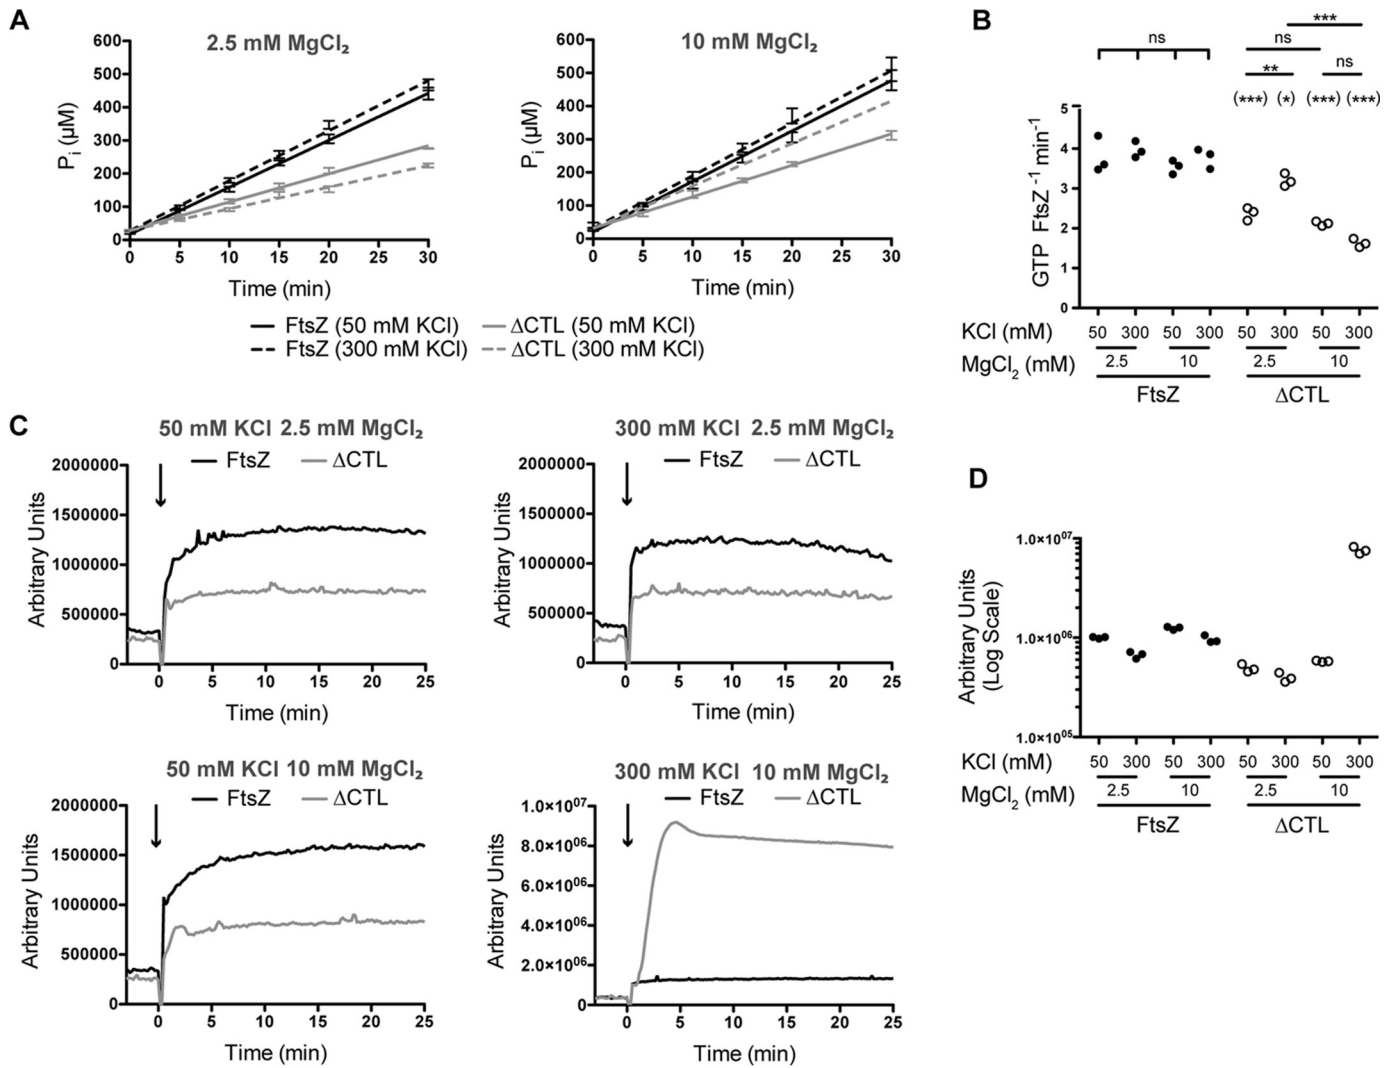 A
2.5 mM MgCl₂
600
500
400
300
200
100
0
Pi (µM)
0 5 10 15 20 25 30
Time (min)
10 mM MgCl₂
600
500
400
300
200
100
0
Pi (µM)
0 5 10 15 20 25 30
Time (min)
FtsZ (50 mM KCl)
ΔCTL (50 mM KCl)
FtsZ (300 mM KCl)
ΔCTL (300 mM KCl)
B
***
ns
ns
**
ns
(***) (*) (***) (***)
5
4
3
2
1
0
GTP FtsZ⁻¹ min⁻¹
KCl (mM) 50 300 50 300 50 300 50 300
MgCl₂ (mM) 2.5 10 2.5 10
FtsZ ΔCTL
C
50 mM KCl 2.5 mM MgCl₂
FtsZ ΔCTL
2000000
1500000
1000000
500000
0
Arbitrary Units
0 5 10 15 20 25
Time (min)
300 mM KCl 2.5 mM MgCl₂
FtsZ ΔCTL
2000000
1500000
1000000
500000
0
Arbitrary Units
0 5 10 15 20 25
Time (min)
50 mM KCl 10 mM MgCl₂
FtsZ ΔCTL
2000000
1500000
1000000
500000
0
Arbitrary Units
0 5 10 15 20 25
Time (min)
300 mM KCl 10 mM MgCl₂
FtsZ ΔCTL
1.0×10⁰⁷
8.0×10⁰⁶
6.0×10⁰⁶
4.0×10⁰⁶
2.0×10⁰⁶
0
Arbitrary Units
0 5 10 15 20 25
Time (min)
D
1.0×10⁰⁷
1.0×10⁰⁶
1.0×10⁰⁵
Arbitrary Units
(Log Scale)
KCl (mM) 50 300 50 300 50 300 50 300
MgCl₂ (mM) 2.5 10 2.5 10
FtsZ ΔCTL